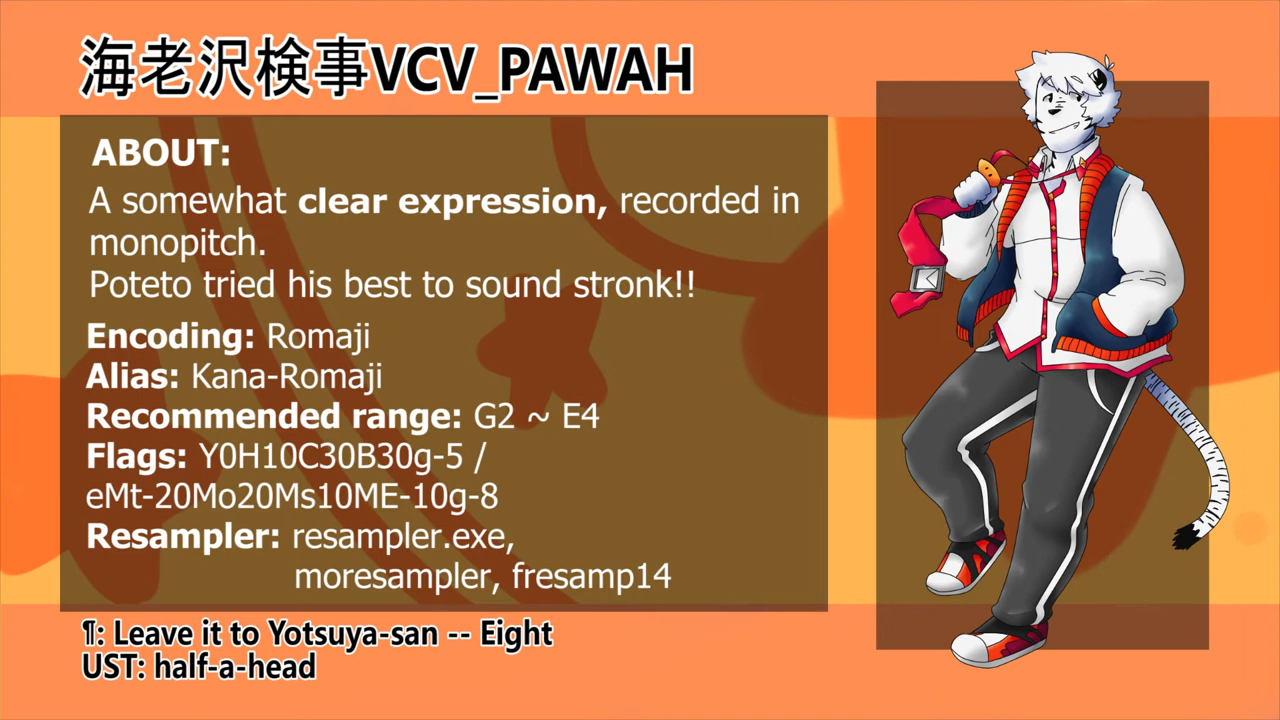 海老沢検事VCV_PAWAH
ABOUT:
A somewhat clear expression, recorded in
monopitch.
Poteto tried his best to sound stronk!!
Encoding: Romaji
Alias: Kana-Romaji
Recommended range: G2 ~ E4
Flags: Y0H10C30B30g-5 /
eMt-20Mo20Ms10ME-10g-8
Resampler: resampler.exe,
moresampler, fresamp14
¶: Leave it to Yotsuya-san -- Eight
UST: half-a-head